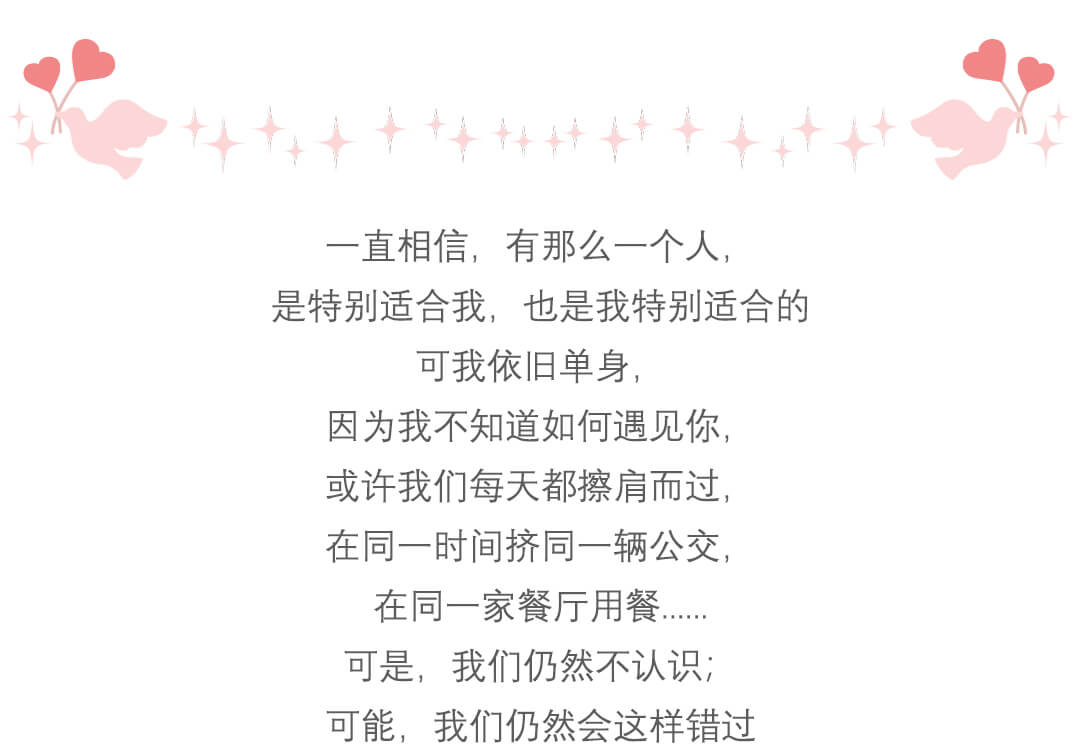 一直相信，有那么一个人，
是特别适合我，也是我特别适合的
可我依旧单身，
因为我不知道如何遇见你，
或许我们每天都擦肩而过，
在同一时间挤同一辆公交，
在同一家餐厅用餐......
可是，我们仍然不认识；
可能，我们仍然会这样错过